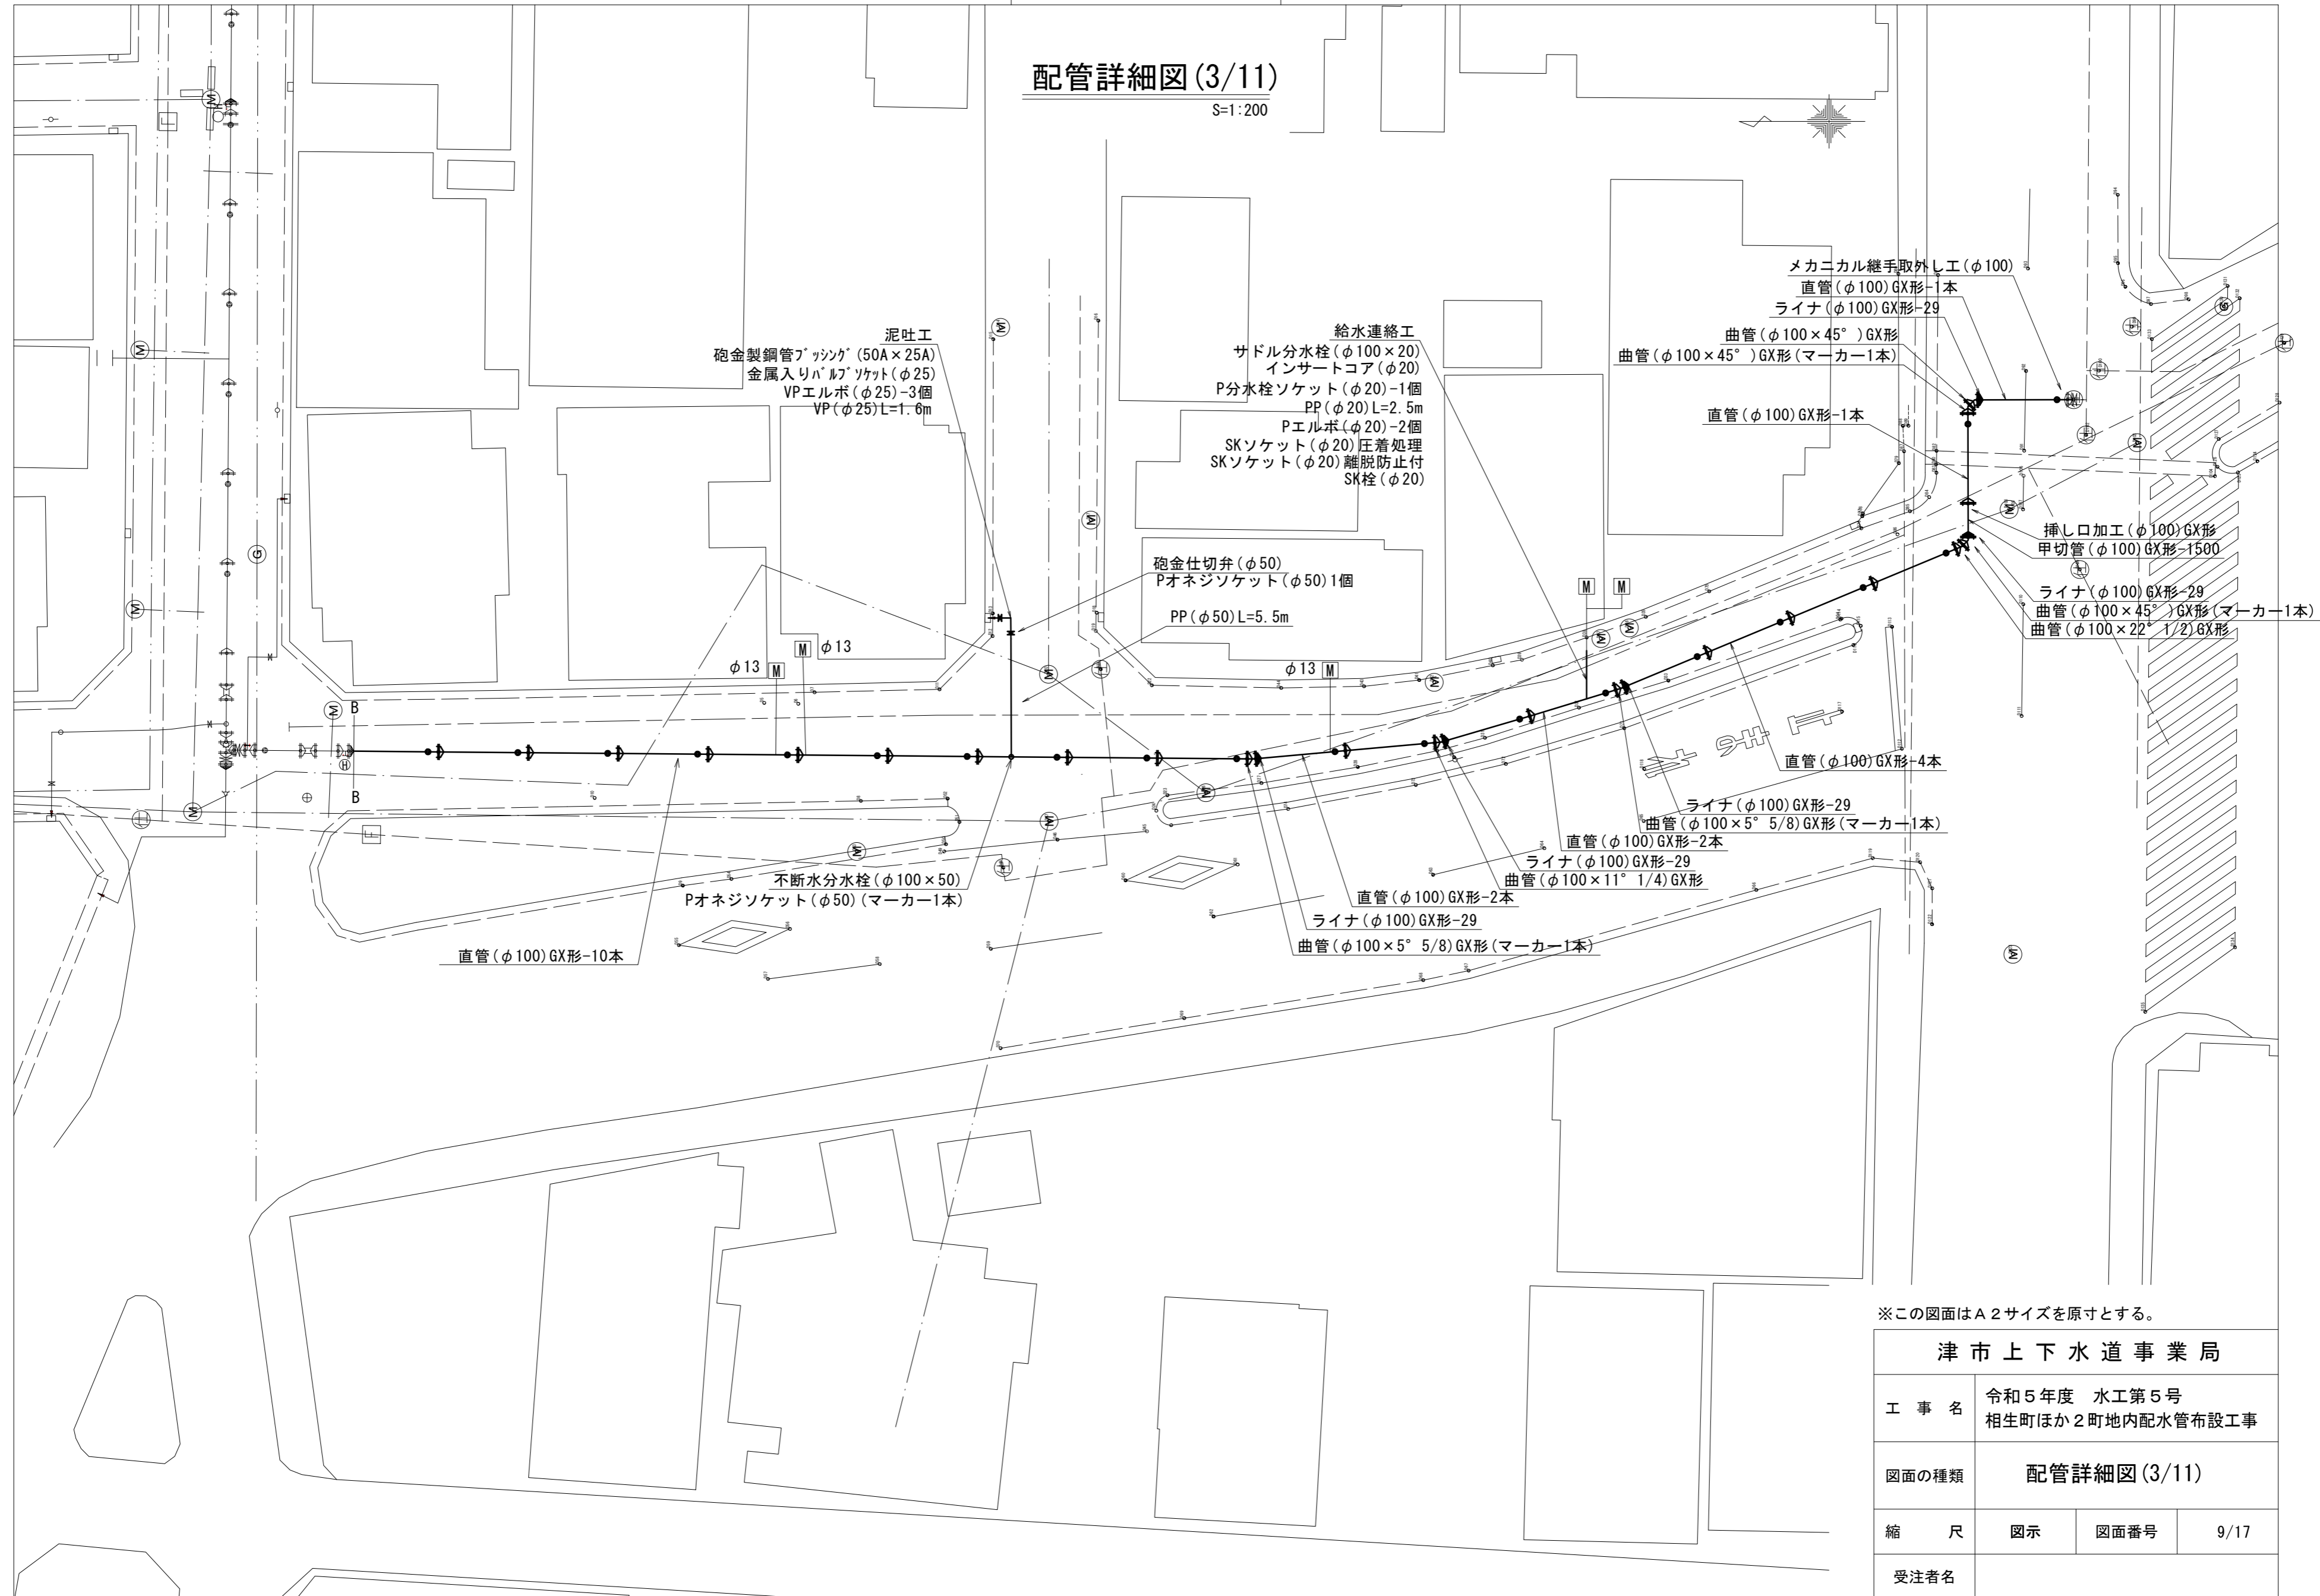 配管詳細図(3/11)
S=1:200
メカニカル継手取外し工(φ100)
直管(φ100)GX形-1本
ライナ(φ100)GX形-29
曲管(φ100×45°)GX形
曲管(φ100×45°)GX形(マーカー1本)
直管(φ100)GX形-1本
泥吐工
砲金製鋼管ブッシング(50A×25A)
金属入りバルブソケット(φ25)
VPエルボ(φ25)-3個
VP(φ25)L=1.6m
給水連絡工
サドル分水栓(φ100×20)
インサートコア(φ20)
P分水栓ソケット(φ20)-1個
PP(φ20)L=2.5m
Pエルボ(φ20)-2個
SKソケット(φ20)圧着処理
SKソケット(φ20)離脱防止付
SK栓(φ20)
挿し口加工(φ100)GX形
甲切管(φ100)GX形-1500
ライナ(φ100)GX形-29
曲管(φ100×45°)GX形(マーカー1本)
曲管(φ100×22°1/2)GX形
砲金仕切弁(φ50)
Pオネジソケット(φ50)1個
PP(φ50)L=5.5m
φ13
M
M
φ13
φ13
M
M
M
B
B
G
H
直管(φ100)GX形-4本
ライナ(φ100)GX形-29
曲管(φ100×5°5/8)GX形(マーカー1本)
直管(φ100)GX形-2本
ライナ(φ100)GX形-29
曲管(φ100×11°1/4)GX形
直管(φ100)GX形-2本
ライナ(φ100)GX形-29
曲管(φ100×5°5/8)GX形(マーカー1本)
不断水分水栓(φ100×50)
Pオネジソケット(φ50)(マーカー1本)
直管(φ100)GX形-10本
※この図面はA2サイズを原寸とする。
津市上下水道事業局
工事名
令和5年度 水工第5号
相生町ほか2町地内配水管布設工事
図面の種類
配管詳細図(3/11)
縮尺
図示
図面番号
9/17
受注者名